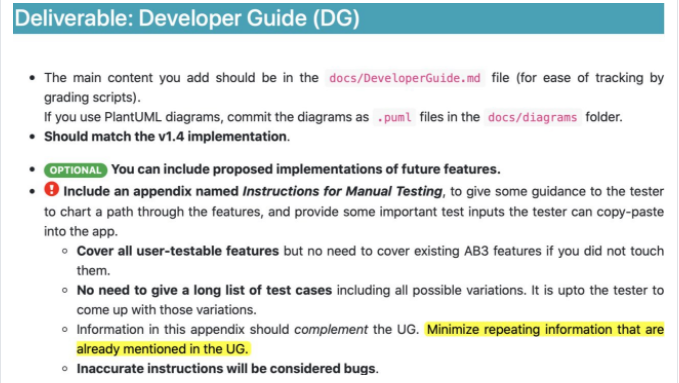 Deliverable: Developer Guide (DG)
• The main content you add should be in the docs/DeveloperGuide.md file (for ease of tracking by
grading scripts).
If you use PlantUML diagrams, commit the diagrams as .puml files in the docs/diagrams folder.
• Should match the v1.4 implementation.
• OPTIONAL You can include proposed implementations of future features.
• ! Include an appendix named Instructions for Manual Testing, to give some guidance to the tester
to chart a path through the features, and provide some important test inputs the tester can copy-paste
into the app.
◦ Cover all user-testable features but no need to cover existing AB3 features if you did not touch
them.
◦ No need to give a long list of test cases including all possible variations. It is upto the tester to
come up with those variations.
◦ Information in this appendix should complement the UG. Minimize repeating information that are
already mentioned in the UG.
◦ Inaccurate instructions will be considered bugs.